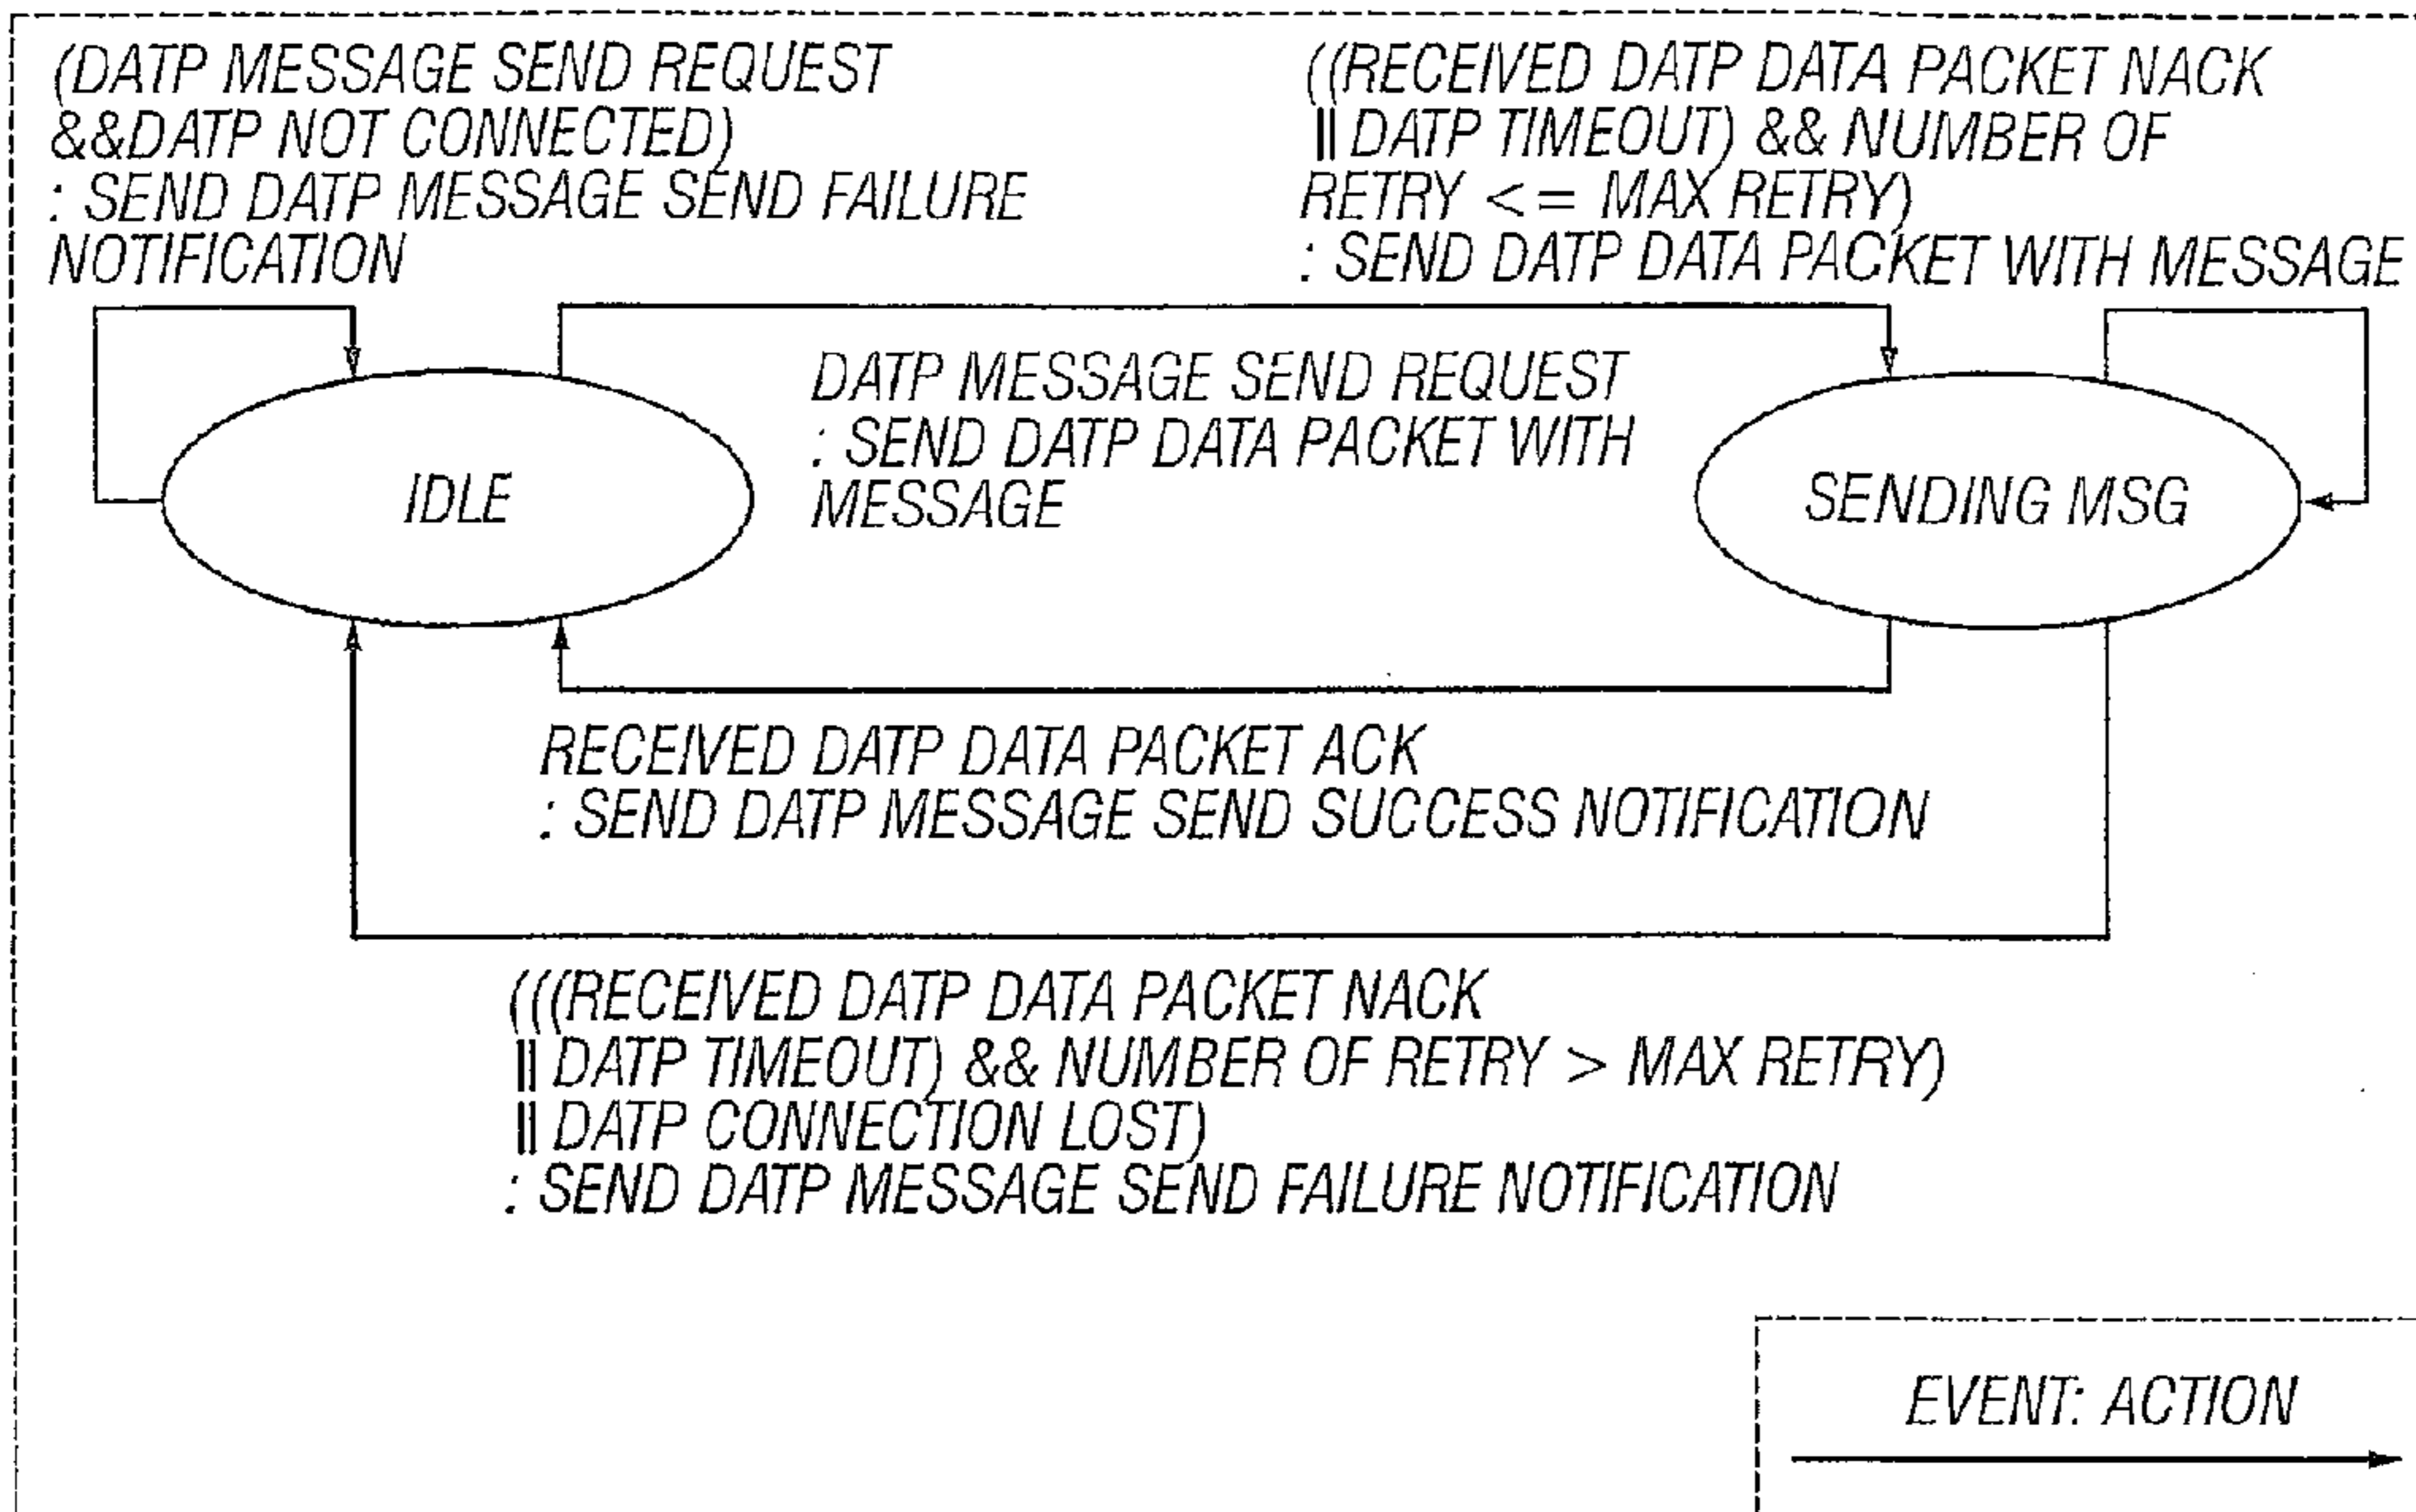 (DATP MESSAGE SEND REQUEST
&&DATP NOT CONNECTED)
: SEND DATP MESSAGE SEND FAILURE
NOTIFICATION
((RECEIVED DATP DATA PACKET NACK
|| DATP TIMEOUT) && NUMBER OF
RETRY <= MAX RETRY)
: SEND DATP DATA PACKET WITH MESSAGE
DATP MESSAGE SEND REQUEST
: SEND DATP DATA PACKET WITH
MESSAGE
IDLE
SENDING MSG
RECEIVED DATP DATA PACKET ACK
: SEND DATP MESSAGE SEND SUCCESS NOTIFICATION
(((RECEIVED DATP DATA PACKET NACK
|| DATP TIMEOUT) && NUMBER OF RETRY > MAX RETRY)
|| DATP CONNECTION LOST)
: SEND DATP MESSAGE SEND FAILURE NOTIFICATION
EVENT: ACTION